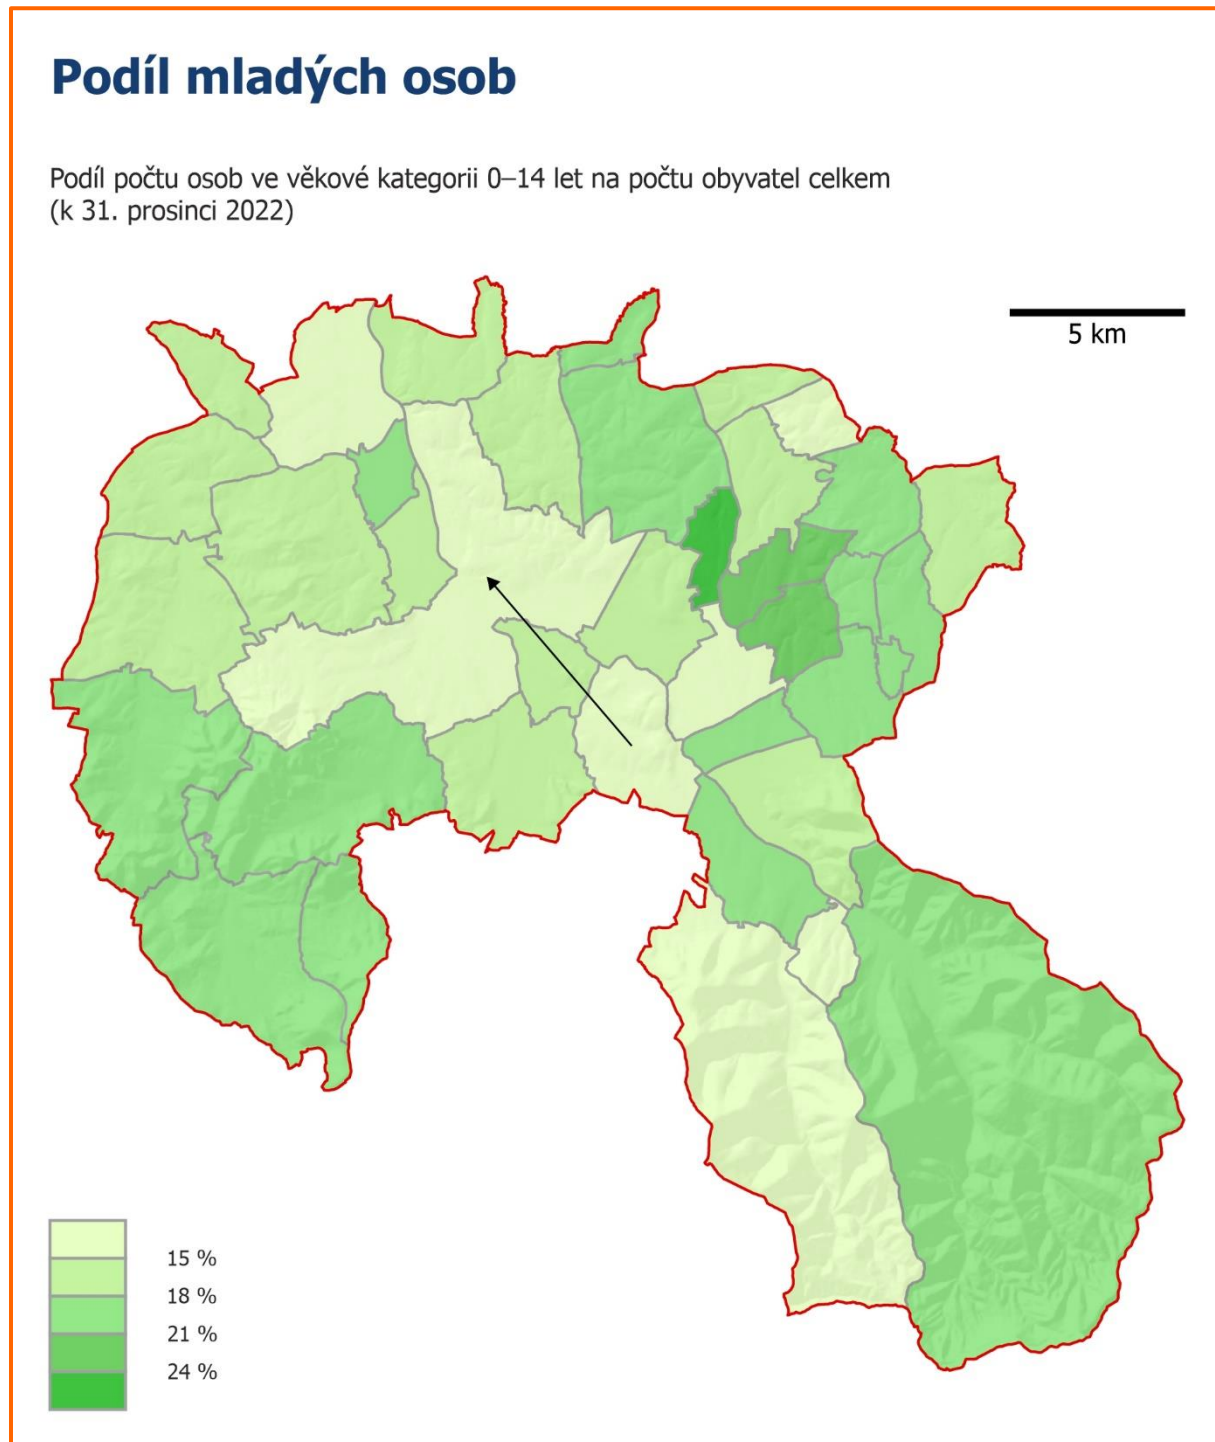 Podíl mladých osob
Podíl počtu osob ve věkové kategorii 0–14 let na počtu obyvatel celkem
(k 31. prosinci 2022)
5 km
15 %
18 %
21 %
24 %